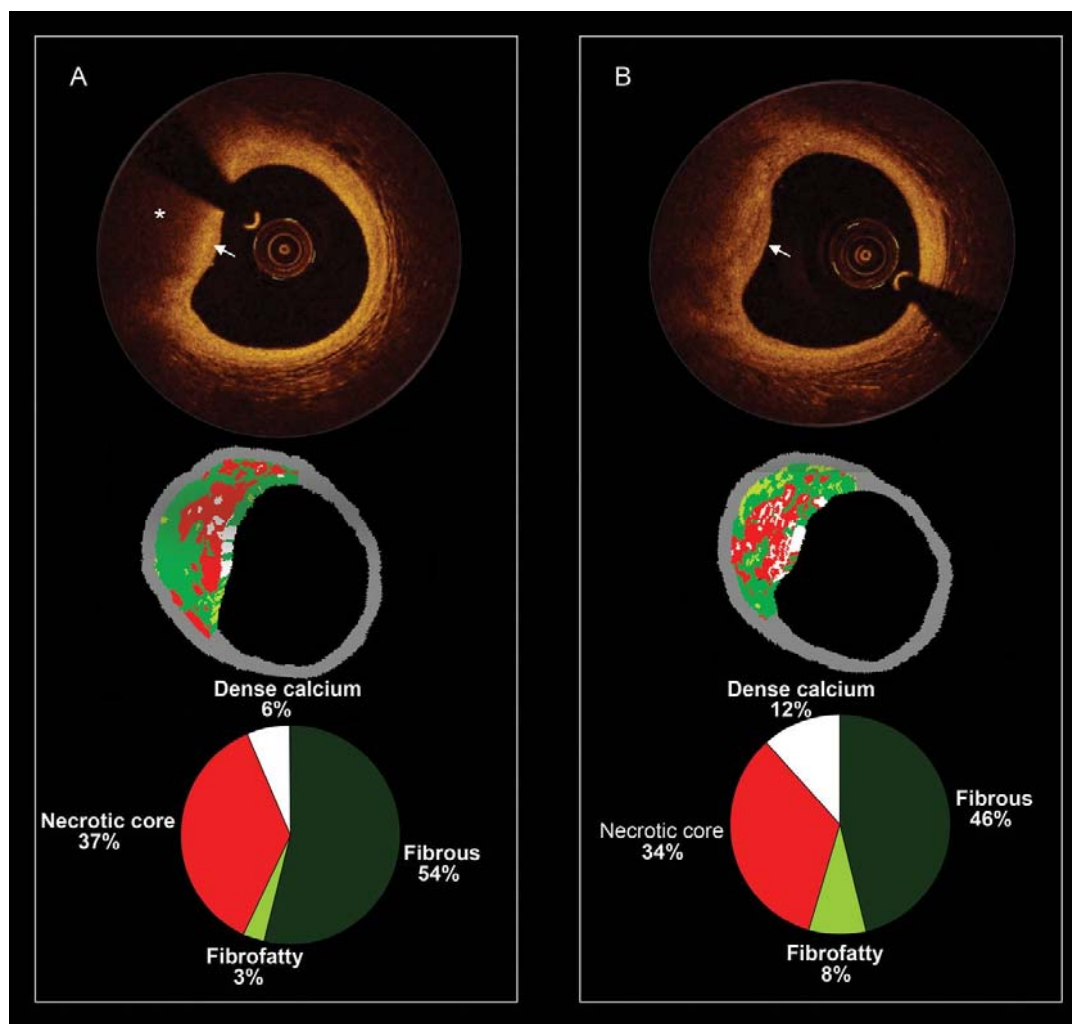 A
B
*
Dense calcium
6%
Necrotic core
37%
Fibrous
54%
Fibrofatty
3%
Dense calcium
12%
Fibrous
46%
Necrotic core
34%
Fibrofatty
8%